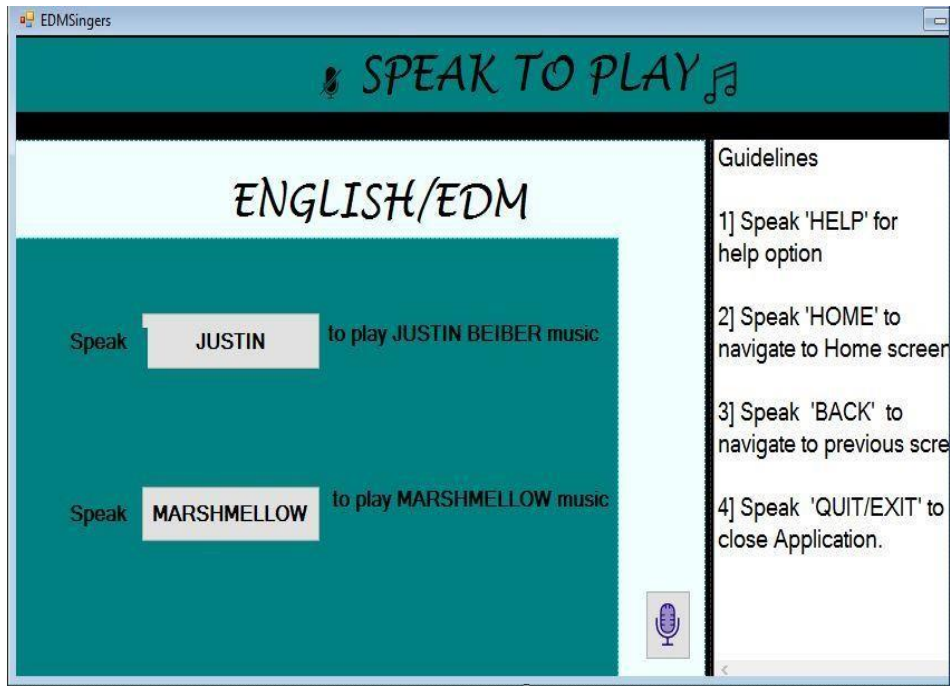 EDMSingers
SPEAK TO PLAY
ENGLISH/EDM
Speak JUSTIN to play JUSTIN BEIBER music
Speak MARSHMELLOW to play MARSHMELLOW music
Guidelines
1] Speak 'HELP' for
help option
2] Speak 'HOME' to
navigate to Home screen
3] Speak 'BACK' to
navigate to previous scre
4] Speak 'QUIT/EXIT' to
close Application.